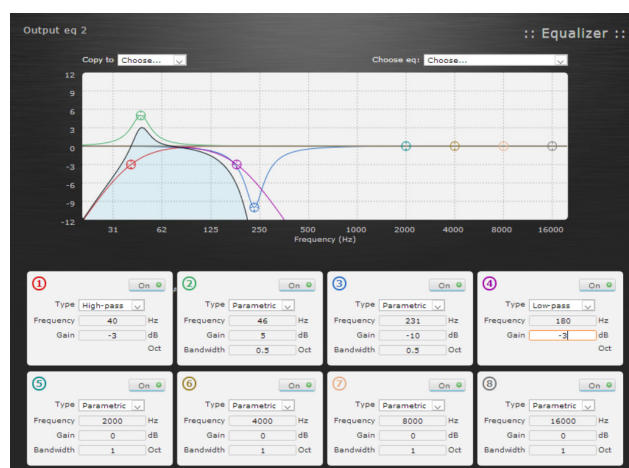 Output eq 2
:: Equalizer ::
Copy to Choose... Choose eq: Choose...
12
9
6
3
0
-3
-6
-9
-12
31 62 125 250 500 1000 2000 4000 8000 16000
Frequency (Hz)
1 On
Type High-pass
Frequency 40 Hz
Gain -3 dB
Oct
2 On
Type Parametric
Frequency 46 Hz
Gain 5 dB
Bandwidth 0.5 Oct
3 On
Type Parametric
Frequency 231 Hz
Gain -10 dB
Bandwidth 0.5 Oct
4 On
Type Low-pass
Frequency 180 Hz
Gain -3 dB
Oct
5 On
Type Parametric
Frequency 2000 Hz
Gain 0 dB
Bandwidth 1 Oct
6 On
Type Parametric
Frequency 4000 Hz
Gain 0 dB
Bandwidth 1 Oct
7 On
Type Parametric
Frequency 8000 Hz
Gain 0 dB
Bandwidth 1 Oct
8 On
Type Parametric
Frequency 16000 Hz
Gain 0 dB
Bandwidth 1 Oct